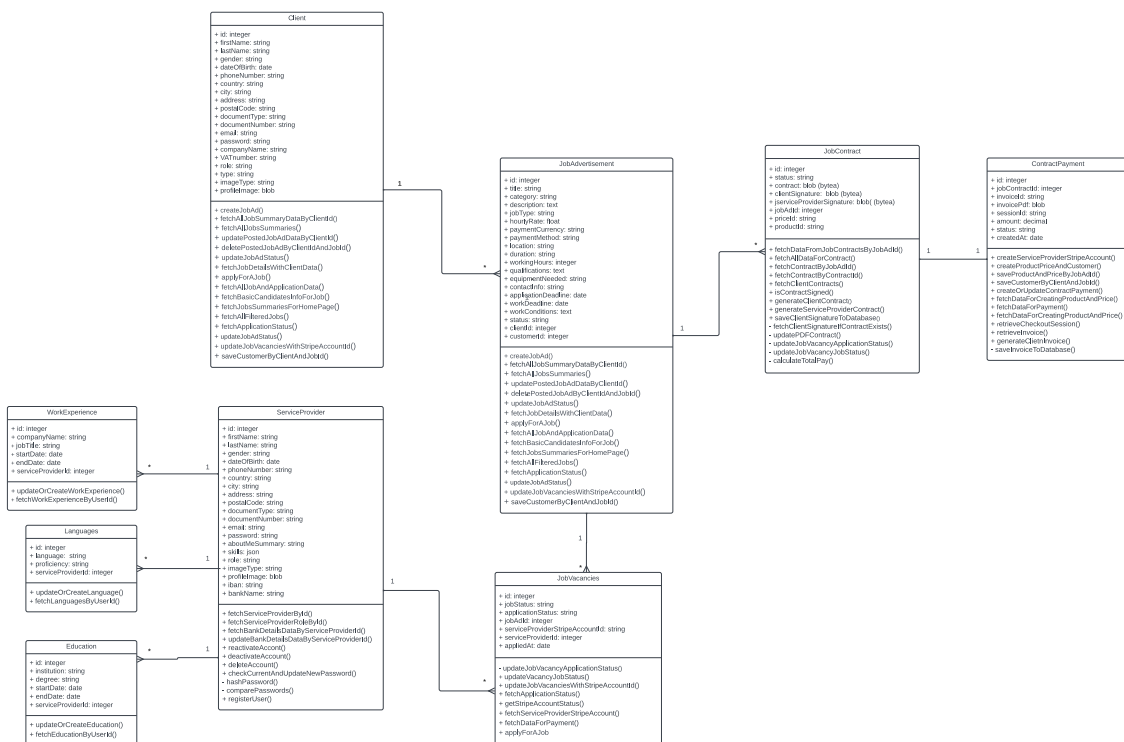 Client
+ id: integer
+ firstName: string
+ lastName: string
+ gender: string
+ dateOfBirth: date
+ phoneNumber: string
+ country: string
+ city: string
+ address: string
+ postalCode: string
+ documentType: string
+ documentNumber: string
+ email: string
+ password: string
+ companyName: string
+ VATnumber: string
+ role: string
+ type: string
+ imageType: string
+ profileImage: blob
+ createJobAd()
+ fetchAllJobSummaryDataByClientId()
+ fetchAllJobsSummaries()
+ updatePostedJobAdDataByClientId()
+ deletePostedJobAdByClientIdAndJobId()
+ updateJobAdStatus()
+ fetchJobDetailsWithClientData()
+ applyForAJob()
+ fetchAllJobAndApplicationData()
+ fetchBasicCandidatesInfoForJob()
+ fetchJobsSummariesForHomePage()
+ fetchAllFilteredJobs()
+ fetchApplicationStatus()
+ updateJobAdStatus()
+ updateJobVacanciesWithStripeAccountId()
+ saveCustomerByClientAndJobId()
1
*
JobAdvertisement
+ id: integer
+ title: string
+ category: string
+ description: text
+ jobType: string
+ hourlyRate: float
+ paymentCurrency: string
+ paymentMethod: string
+ location: string
+ duration: string
+ workingHours: integer
+ qualifications: text
+ equipmentNeeded: string
+ contactInfo: string
+ applicationDeadline: date
+ workDeadline: date
+ workConditions: text
+ status: string
+ clientId: integer
+ customerId: integer
+ createJobAd()
+ fetchAllJobSummaryDataByClientId()
+ fetchAllJobsSummaries()
+ updatePostedJobAdDataByClientId()
+ deletePostedJobAdByClientIdAndJobId()
+ updateJobAdStatus()
+ fetchJobDetailsWithClientData()
+ applyForAJob()
+ fetchAllJobAndApplicationData()
+ fetchBasicCandidatesInfoForJob()
+ fetchJobsSummariesForHomePage()
+ fetchAllFilteredJobs()
+ fetchApplicationStatus()
+ updateJobAdStatus()
+ updateJobVacanciesWithStripeAccountId()
+ saveCustomerByClientAndJobId()
1
*
JobContract
+ id: integer
+ status: string
+ contract: blob (bytea)
+ clientSignature: blob (bytea)
+ jserviceProviderSignature: blob( (bytea)
+ jobAdId: integer
+ priceId: string
+ productId: string
+ fetchDataFromJobContractsByJobAdId()
+ fetchAllDataForContract()
+ fetchContractByJobAdId()
+ fetchContractByContractId()
+ fetchClientContracts()
+ isContractSigned()
+ generateClientContract()
+ generateServiceProviderContract()
+ saveClientSignatureToDatabase()
- fetchClientSignatureIfContractExists()
- updatePDFContract()
- updateJobVacancyApplicationStatus()
- updateJobVacancyJobStatus()
- calculateTotalPay()
1
1
ContractPayment
+ id: integer
+ jobContractId: integer
+ invoiceId: string
+ invoicePdf: blob
+ sessionId: string
+ amount: decimal
+ status: string
+ createdAt: date
+ createServiceProviderStripeAccount()
+ createProductPriceAndCustomer()
+ saveProductAndPriceByJobAdId()
+ saveCustomerByClientAndJobId()
+ createOrUpdateContractPayment()
+ fetchDataForCreatingProductAndPrice()
+ fetchDataForPayment()
+ fetchDataForCreatingProductAndPrice()
+ retrieveCheckoutSession()
+ retrieveInvoice()
+ generateClietnInvoice()
- saveInvoiceToDatabase()
WorkExperience
+ id: integer
+ companyName: string
+ jobTitle: string
+ startDate: date
+ endDate: date
+ serviceProviderId: integer
+ updateOrCreateWorkExperience()
+ fetchWorkExperienceByUserId()
*
1
Languages
+ id: integer
+ language: string
+ proficiency: string
+ serviceProviderId: integer
+ updateOrCreateLanguage()
+ fetchLanguagesByUserId()
*
1
Education
+ id: integer
+ institution: string
+ degree: string
+ startDate: date
+ endDate: date
+ serviceProviderId: integer
+ updateOrCreateEducation()
+ fetchEducationByUserId()
*
1
ServiceProvider
+ id: integer
+ firstName: string
+ lastName: string
+ gender: string
+ dateOfBirth: date
+ phoneNumber: string
+ country: string
+ city: string
+ address: string
+ postalCode: string
+ documentType: string
+ documentNumber: string
+ email: string
+ password: string
+ aboutMeSummary: string
+ skills: json
+ role: string
+ imageType: string
+ profileImage: blob
+ iban: string
+ bankName: string
+ fetchServiceProviderById()
+ fetchServiceProviderRoleById()
+ fetchBankDetailsDataByServiceProviderId()
+ updateBankDetailsDataByServiceProviderId()
+ reactivateAccont()
+ deactivateAccount()
+ deleteAccount()
+ checkCurrentAndUpdateNewPassword()
- hashPassword()
- comparePasswords()
+ registerUser()
1
*
1
*
JobVacancies
+ id: integer
+ jobStatus: string
+ applicationStatus: string
+ jobAdId: integer
+ serviceProviderStripeAccountId: string
+ serviceProviderId: integer
+ appliedAt: date
- updateJobVacancyApplicationStatus()
+ updateVacancyJobStatus()
+ updateJobVacanciesWithStripeAccountId()
+ fetchApplicationStatus()
+ getStripeAccountStatus()
+ fetchServiceProviderStripeAccount()
+ fetchDataForPayment()
+ applyForAJob